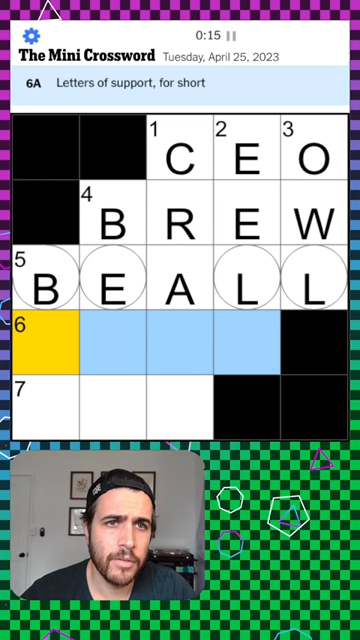 0:15
The Mini Crossword Tuesday, April 25, 2023
6A Letters of support, for short
1 C 2 E 3 O
4 B R E W
5 B E A L L
6
7